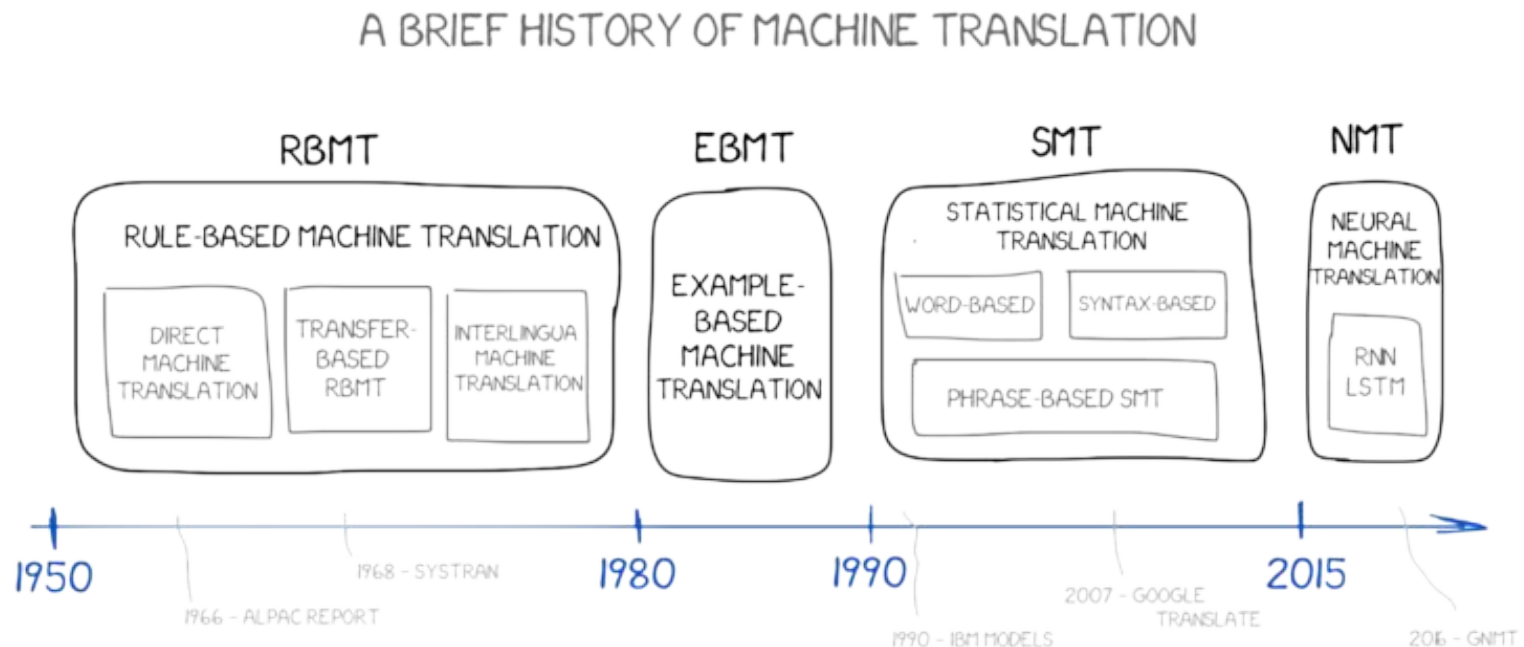 A BRIEF HISTORY OF MACHINE TRANSLATION
RBMT
RULE-BASED MACHINE TRANSLATION
DIRECT
MACHINE
TRANSLATION
TRANSFER-
BASED
RBMT
INTERLINGUA
MACHINE
TRANSLATION
EBMT
EXAMPLE-
BASED
MACHINE
TRANSLATION
SMT
STATISTICAL MACHINE
TRANSLATION
WORD-BASED
SYNTAX-BASED
PHRASE-BASED SMT
NMT
NEURAL
MACHINE
TRANSLATION
RNN
LSTM
1950
1966 - ALPAC REPORT
1968 - SYSTRAN
1980
1990
1990 - IBM MODELS
2007 - GOOGLE
TRANSLATE
2015
2016 - GNMT